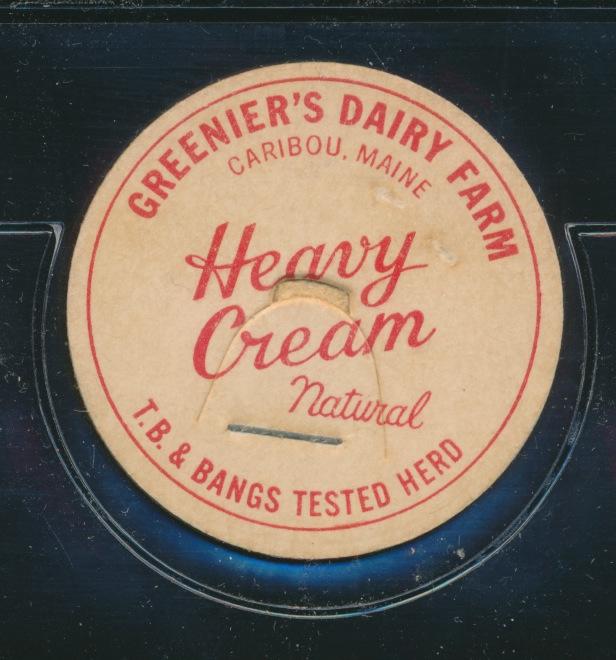 GREENIER'S DAIRY FARM
CARIBOU, MAINE
Heavy
Cream
Natural
T.B. & BANGS TESTED HERD